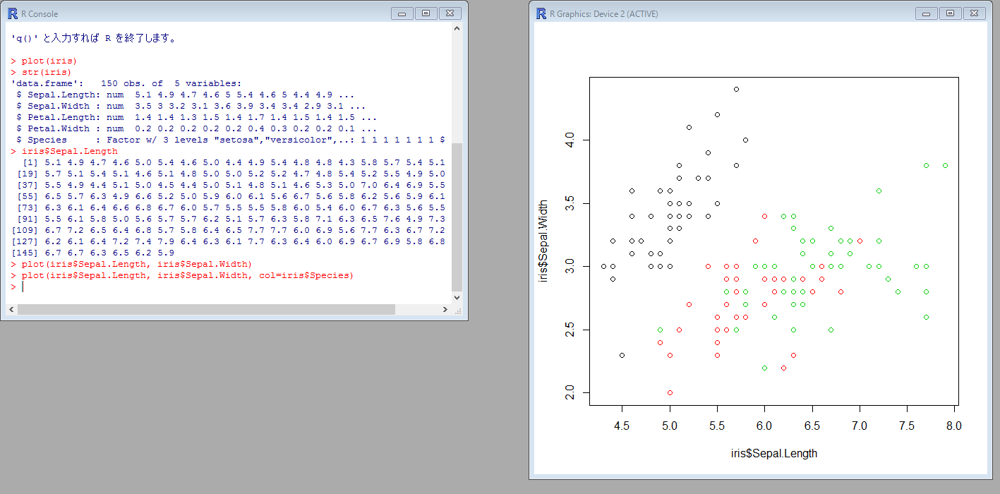 R Console
'q()' と入力すれば R を終了します。
> plot(iris)
> str(iris)
'data.frame':   150 obs. of  5 variables:
 $ Sepal.Length: num  5.1 4.9 4.7 4.6 5 5.4 4.6 5 4.4 4.9 ...
 $ Sepal.Width : num  3.5 3 3.2 3.1 3.6 3.9 3.4 3.4 2.9 3.1 ...
 $ Petal.Length: num  1.4 1.4 1.3 1.5 1.4 1.7 1.4 1.5 1.4 1.5 ...
 $ Petal.Width : num  0.2 0.2 0.2 0.2 0.2 0.4 0.3 0.2 0.2 0.1 ...
 $ Species     : Factor w/ 3 levels "setosa","versicolor",..: 1 1 1 1 1 1 1 $
> iris$Sepal.Length
  [1] 5.1 4.9 4.7 4.6 5.0 5.4 4.6 5.0 4.4 4.9 5.4 4.8 4.8 4.3 5.8 5.7 5.4 5.1
 [19] 5.7 5.1 5.4 5.1 4.6 5.1 4.8 5.0 5.0 5.2 5.2 4.7 4.8 5.4 5.2 5.5 4.9 5.0
 [37] 5.5 4.9 4.4 5.1 5.0 4.5 4.4 5.0 5.1 4.8 5.1 4.6 5.3 5.0 7.0 6.4 6.9 5.5
 [55] 6.5 5.7 6.3 4.9 6.6 5.2 5.0 5.9 6.0 6.1 5.6 6.7 5.6 5.8 6.2 5.6 5.9 6.1
 [73] 6.3 6.1 6.4 6.6 6.8 6.7 6.0 5.7 5.5 5.5 5.8 6.0 5.4 6.0 6.7 6.3 5.6 5.5
 [91] 5.5 6.1 5.8 5.0 5.6 5.7 5.7 6.2 5.1 5.7 6.3 5.8 7.1 6.3 6.5 7.6 4.9 7.3
[109] 6.7 7.2 6.5 6.4 6.8 5.7 5.8 6.4 6.5 7.7 7.7 6.0 6.9 5.6 7.7 6.3 6.7 7.2
[127] 6.2 6.1 6.4 7.2 7.4 7.9 6.4 6.3 6.1 7.7 6.3 6.4 6.0 6.9 6.7 6.9 5.8 6.8
[145] 6.7 6.7 6.3 6.5 6.2 5.9
> plot(iris$Sepal.Length, iris$Sepal.Width)
> plot(iris$Sepal.Length, iris$Sepal.Width, col=iris$Species)
>
R Graphics: Device 2 (ACTIVE)
iris$Sepal.Width
4.0
3.5
3.0
2.5
2.0
4.5 5.0 5.5 6.0 6.5 7.0 7.5 8.0
iris$Sepal.Length